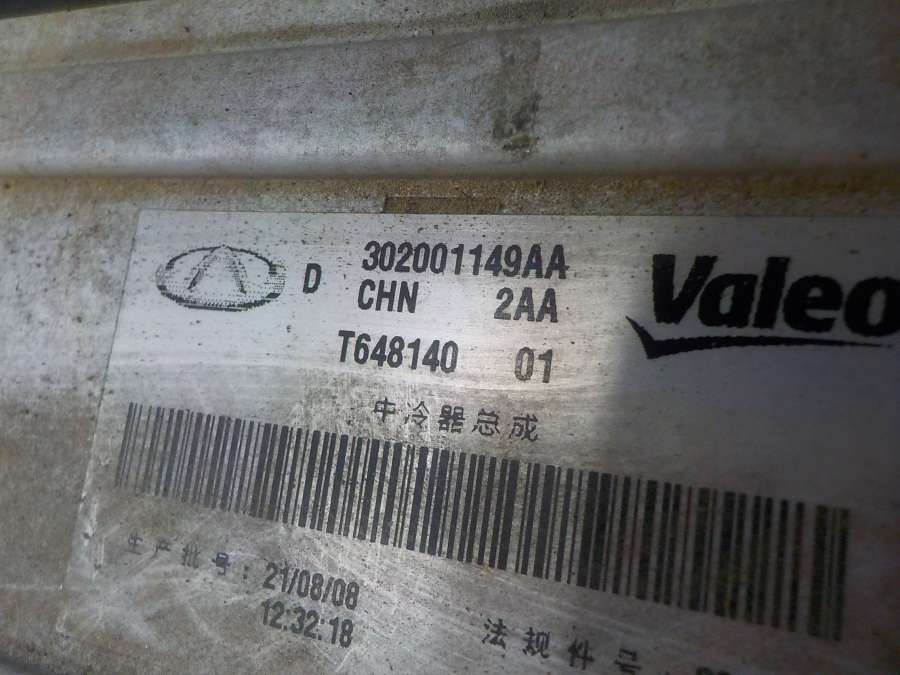 D 302001149AA
CHN 2AA
Valeo
T648140 01
中冷器总成
生产批号: 21/08/08
12:32:18
法规件号